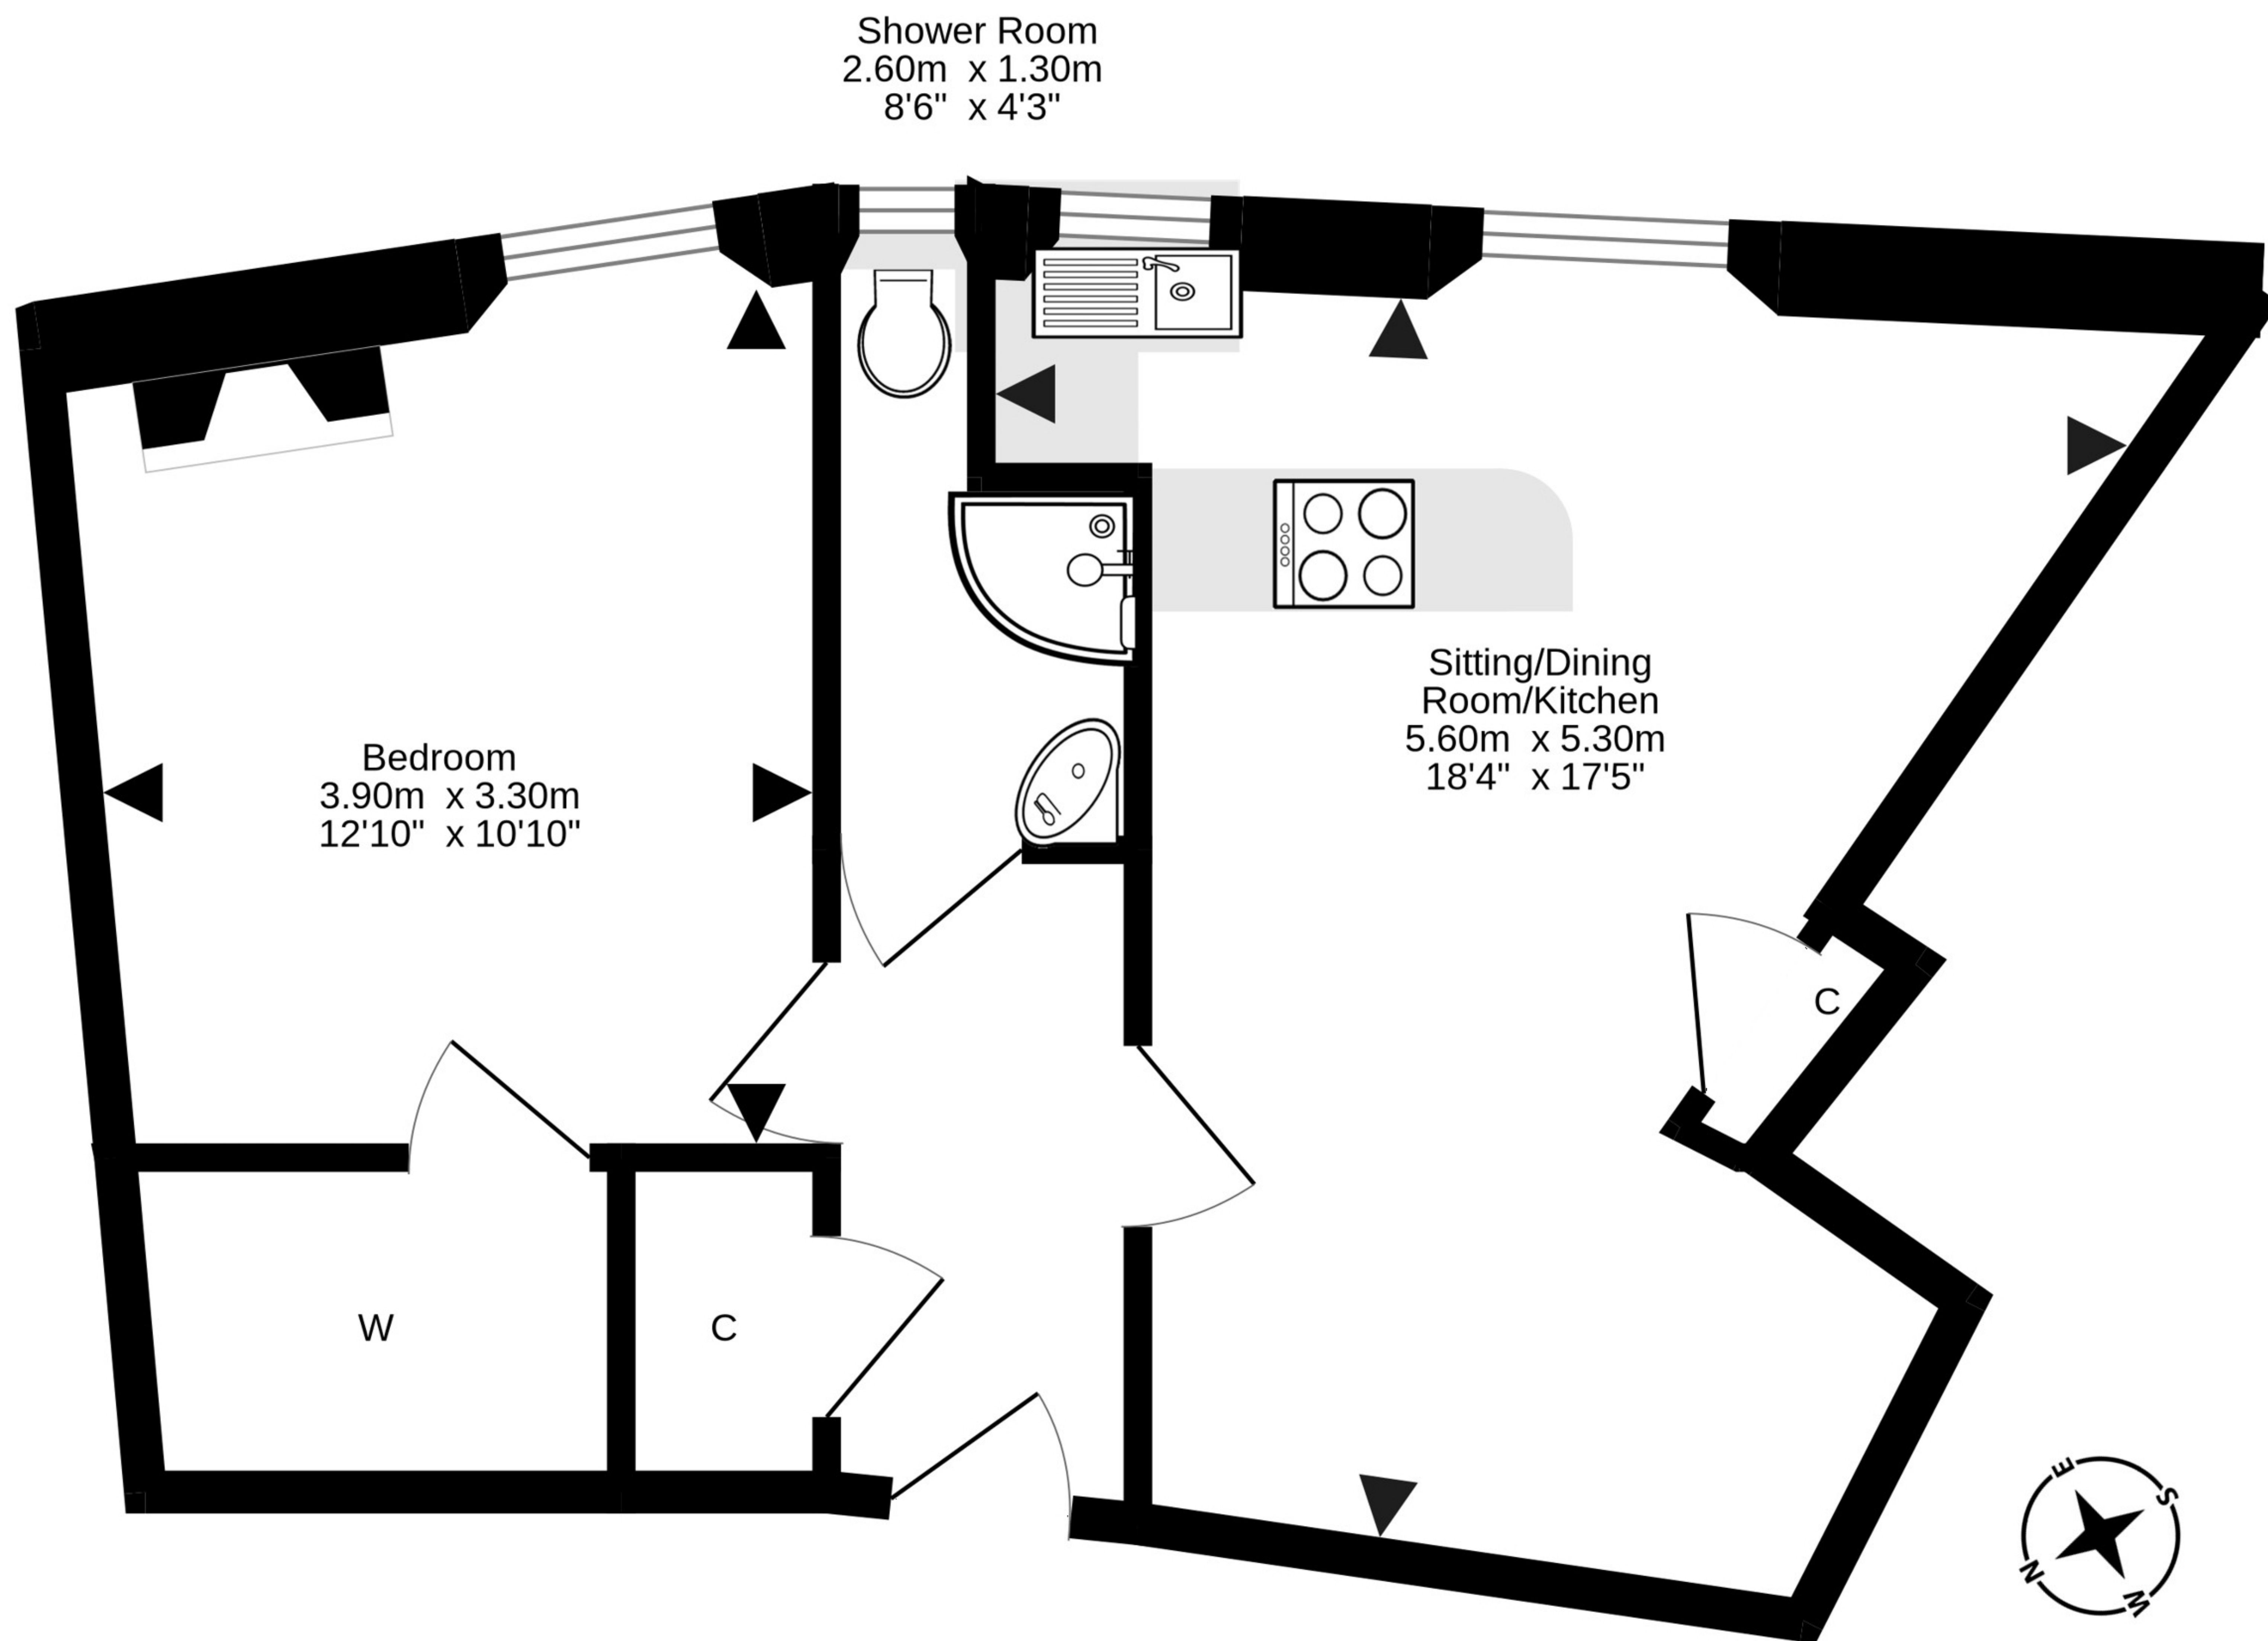 Shower Room
2.60m x 1.30m
8'6" x 4'3"
Sitting/Dining
Room/Kitchen
5.60m x 5.30m
18'4" x 17'5"
Bedroom
3.90m x 3.30m
12'10" x 10'10"
C
W
C
E
S
N
W